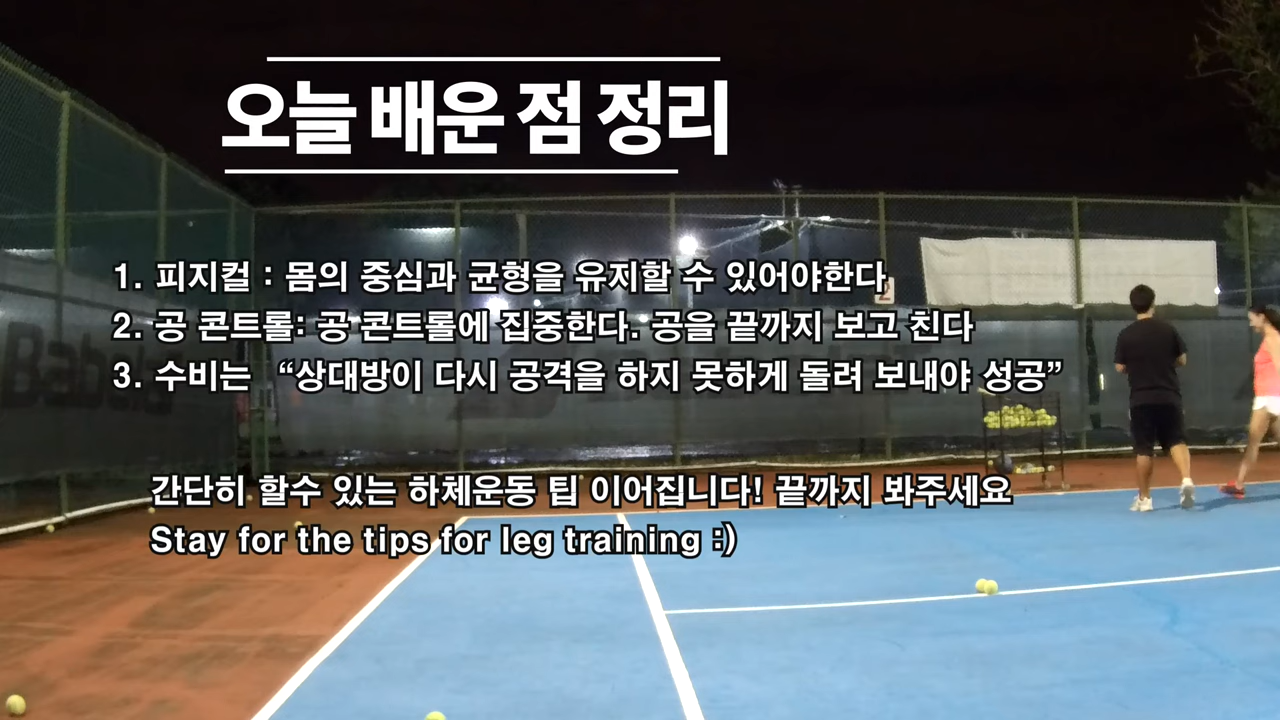 오늘 배운 점 정리
1. 피지컬 : 몸의 중심과 균형을 유지할 수 있어야한다
2
2. 공 콘트롤: 공 콘트롤에 집중한다. 공을 끝까지 보고 친다
3. 수비는 “상대방이 다시 공격을 하지 못하게 돌려 보내야 성공”
Babola
간단히 할수 있는 하체운동 팁 이어집니다! 끝까지 봐주세요
Stay for the tips for leg training :)